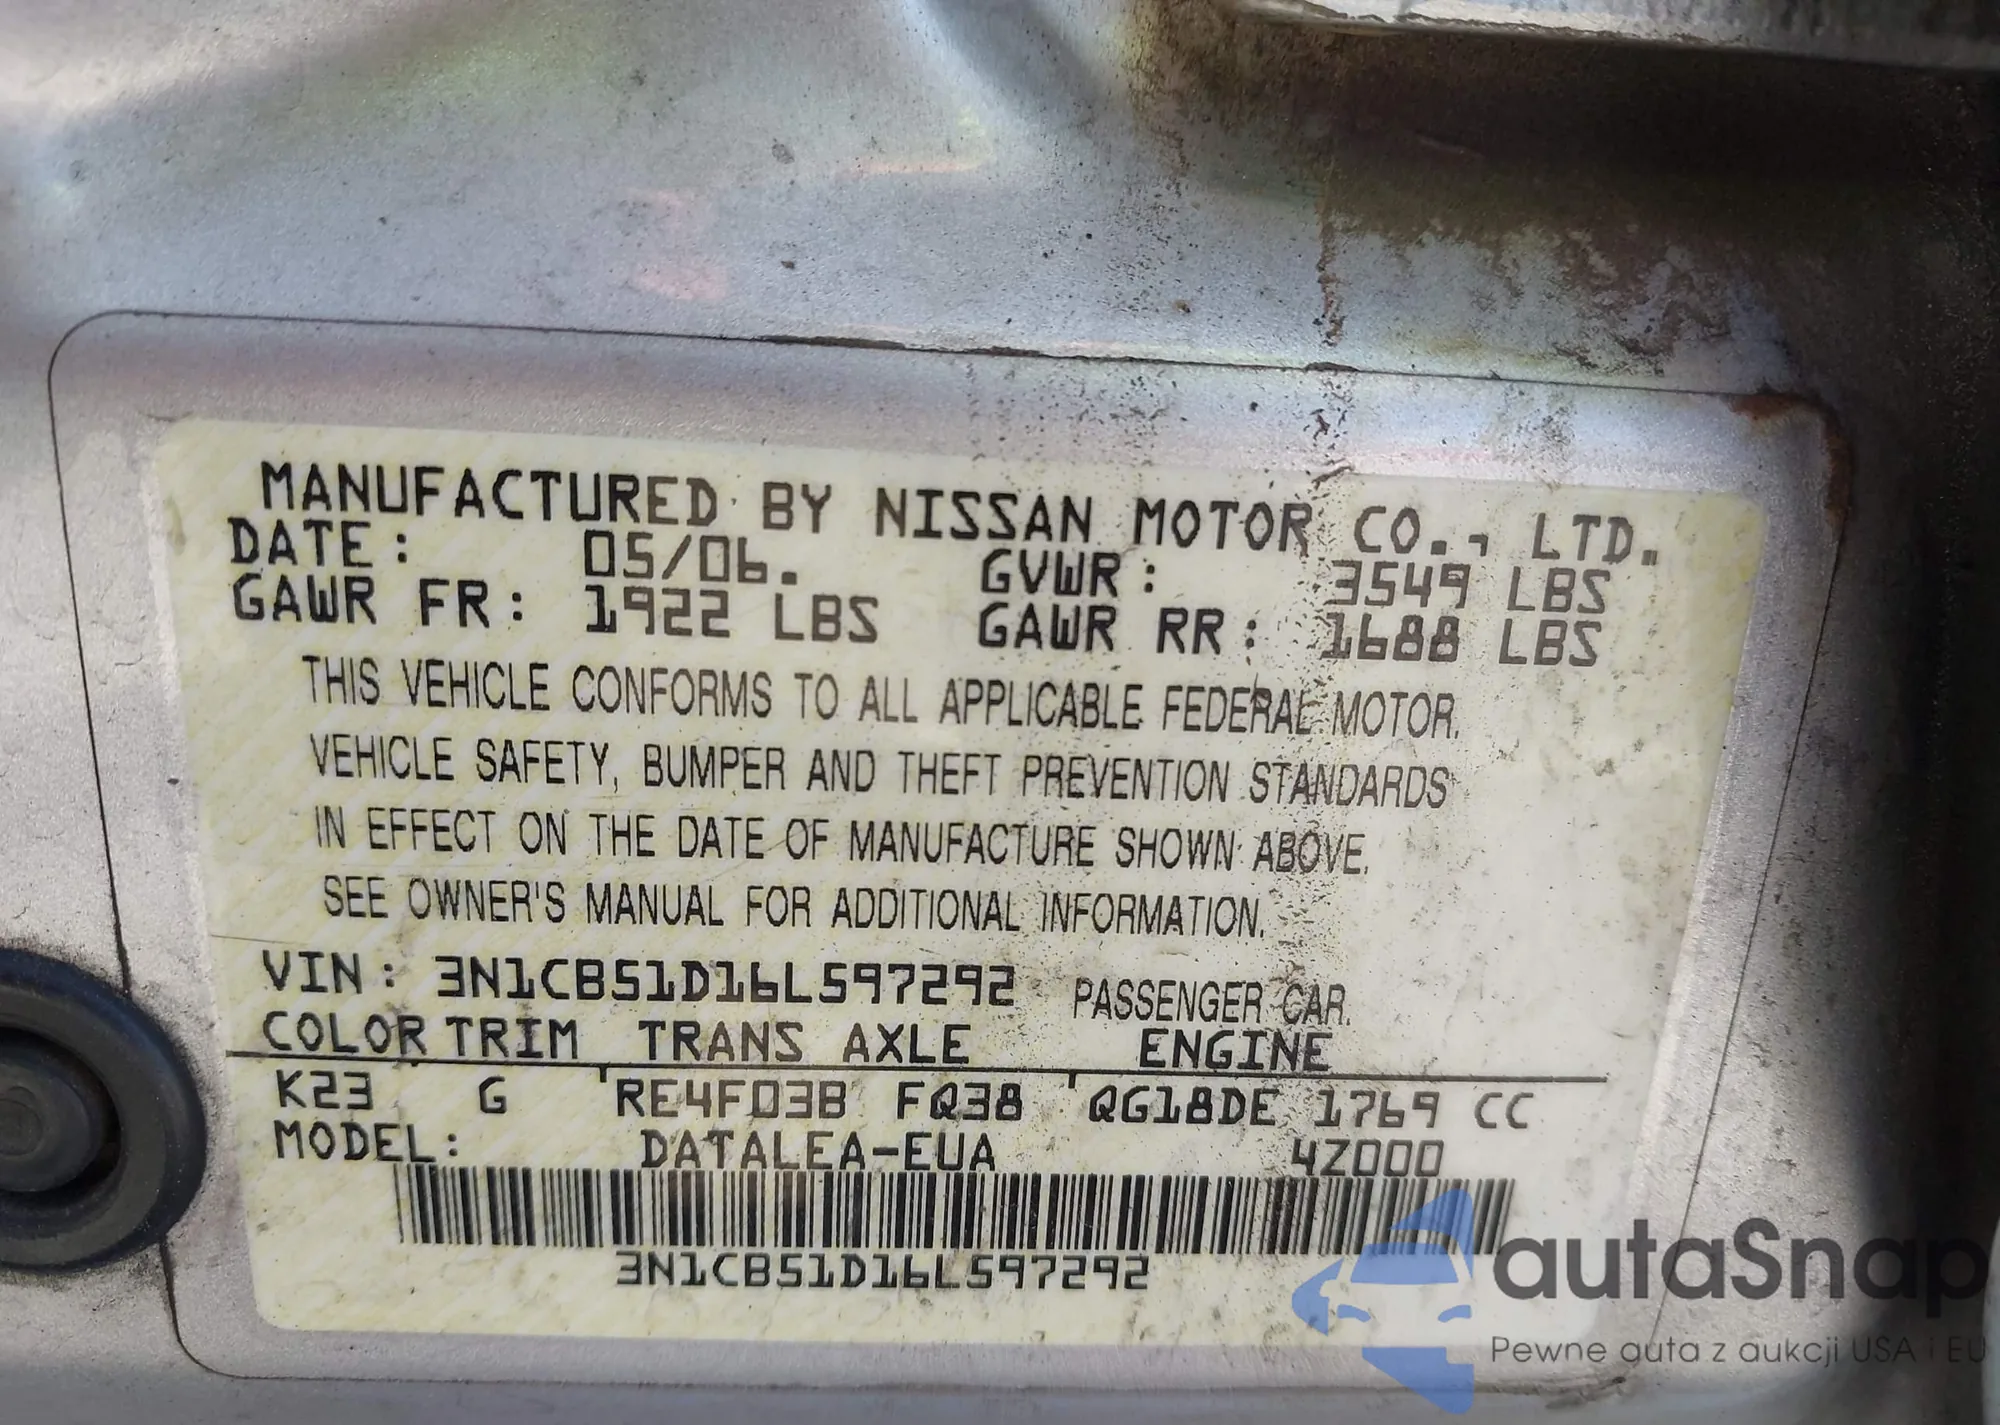 MANUFACTURED BY NISSAN MOTOR CO., LTD.
DATE: 05/06. GVWR: 3549 LBS
GAWR FR: 1922 LBS GAWR RR: 1688 LBS
THIS VEHICLE CONFORMS TO ALL APPLICABLE FEDERAL MOTOR
VEHICLE SAFETY, BUMPER AND THEFT PREVENTION STANDARDS
IN EFFECT ON THE DATE OF MANUFACTURE SHOWN ABOVE.
SEE OWNER'S MANUAL FOR ADDITIONAL INFORMATION.
VIN: 3N1CB51D16L597292 PASSENGER CAR.
COLOR TRIM TRANS AXLE ENGINE
K23 G RE4F03B FQ38 QG18DE 1769 CC
MODEL: DATALEA-EUA 4Z000
3N1CB51D16L597292
autaSnap
Pewne auta z aukcji USA i EU